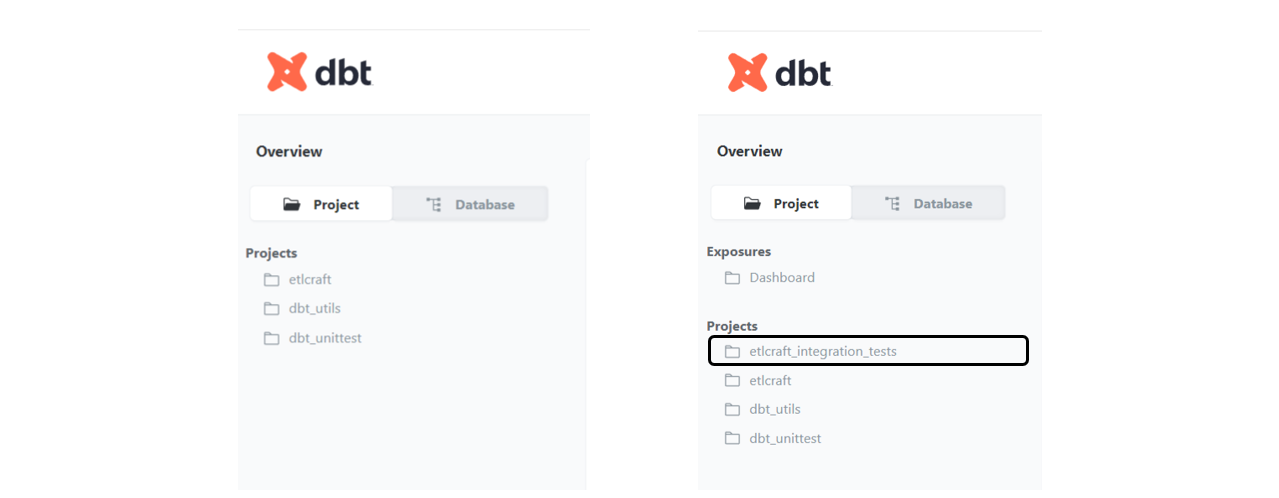 dbt
Overview
Project Database
Projects
etlcraft
dbt_utils
dbt_unittest
dbt
Overview
Project Database
Exposures
Dashboard
Projects
etlcraft_integration_tests
etlcraft
dbt_utils
dbt_unittest